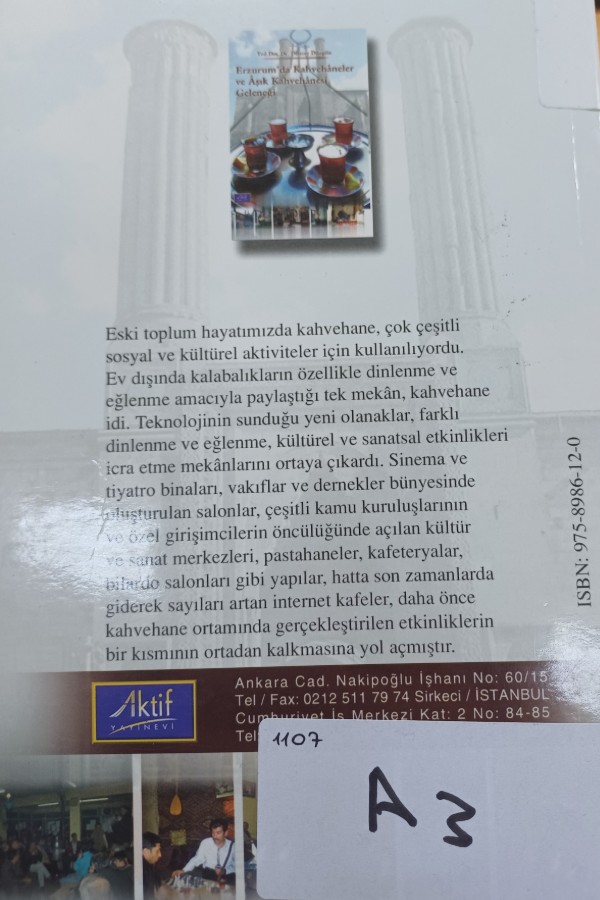 Erzurum'da Kahvehâneler
ve Âşık Kahvehânesi
Geleneği
Eski toplum hayatımızda kahvehane, çok çeşitli
sosyal ve kültürel aktiviteler için kullanılıyordu.
Ev dışında kalabalıkların özellikle dinlenme ve
eğlenme amacıyla paylaştığı tek mekân, kahvehane
idi. Teknolojinin sunduğu yeni olanaklar, farklı
dinlenme ve eğlenme, kültürel ve sanatsal etkinlikleri
icra etme mekânlarını ortaya çıkardı. Sinema ve
tiyatro binaları, vakıflar ve dernekler bünyesinde
oluşturulan salonlar, çeşitli kamu kuruluşlarının
ve özel girişimcilerin öncülüğünde açılan kültür
ve sanat merkezleri, pastahaneler, kafeteryalar,
bilardo salonları gibi yapılar, hatta son zamanlarda
giderek sayıları artan internet kafeler, daha önce
kahvehane ortamında gerçekleştirilen etkinliklerin
bir kısmının ortadan kalkmasına yol açmıştır.
ISBN: 975-8986-12-0
Aktif
YAYINEVİ
Ankara Cad. Nakipoğlu İşhanı No: 60/15
Tel / Fax: 0212 511 79 74 Sirkeci / İSTANBUL
Cumhuriyet İş Merkezi Kat: 2 No: 84-85
Tel
1107
A 3